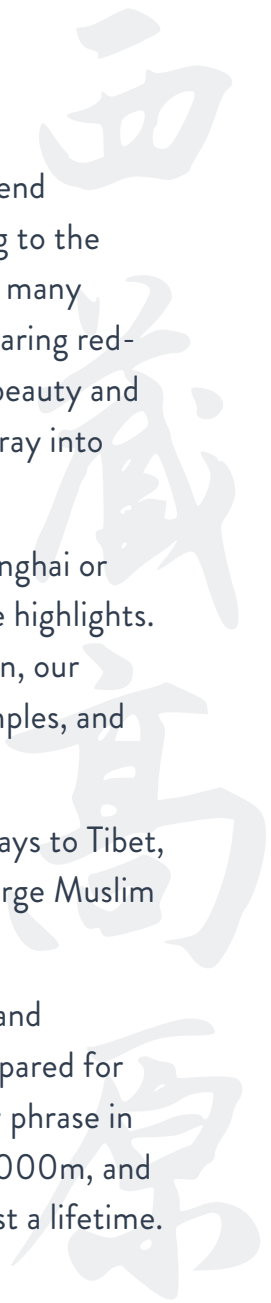 end
g to the
many
aring red-
beauty and
ray into
nghai or
e highlights.
n, our
nples, and
ays to Tibet,
rge Muslim
and
pared for
phrase in
000m, and
st a lifetime.
西
藏
高
原